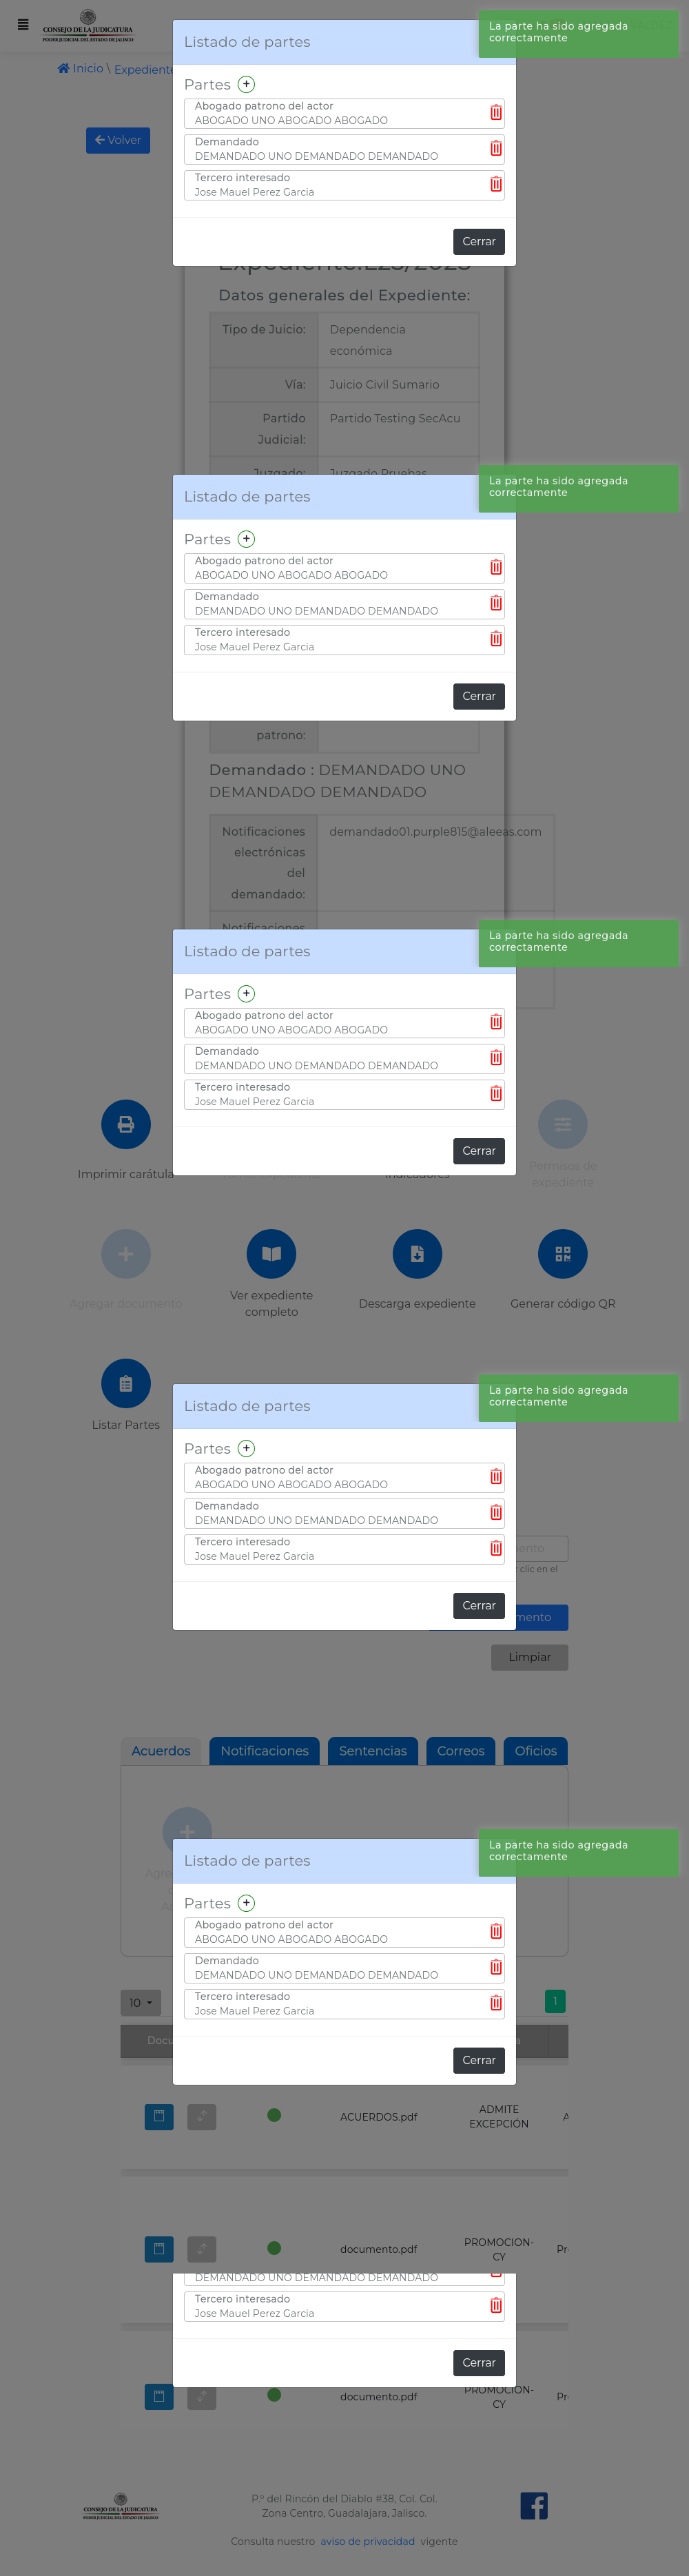 CONSEJO DE LA JUDICATURA
PODER JUDICIAL DEL ESTADO DE JALISCO
Listado de partes
La parte ha sido agregada
correctamente
Inicio \ Expediente
Partes
Volver
Abogado patrono del actor
ABOGADO UNO ABOGADO ABOGADO
Demandado
DEMANDADO UNO DEMANDADO DEMANDADO
Tercero interesado
Jose Mauel Perez Garcia
Cerrar
Datos generales del Expediente:
Tipo de Juicio:
Dependencia
económica
Vía:
Juicio Civil Sumario
Partido
Judicial:
Partido Testing SecAcu
Juzgado:
Juzgado Pruebas
Listado de partes
La parte ha sido agregada
correctamente
Partes
Abogado patrono del actor
ABOGADO UNO ABOGADO ABOGADO
Demandado
DEMANDADO UNO DEMANDADO DEMANDADO
Tercero interesado
Jose Mauel Perez Garcia
Cerrar
patrono:
Demandado : DEMANDADO UNO
DEMANDADO DEMANDADO
Notificaciones
electrónicas
del
demandado:
demandado01.purple815@aleeas.com
Notificaciones
Listado de partes
La parte ha sido agregada
correctamente
Partes
Abogado patrono del actor
ABOGADO UNO ABOGADO ABOGADO
Demandado
DEMANDADO UNO DEMANDADO DEMANDADO
Tercero interesado
Jose Mauel Perez Garcia
Cerrar
Imprimir carátula
Indicadores
Permisos de
expediente
Agregar documento
Ver expediente
completo
Descarga expediente
Generar código QR
Listar Partes
Listado de partes
La parte ha sido agregada
correctamente
Partes
Abogado patrono del actor
ABOGADO UNO ABOGADO ABOGADO
Demandado
DEMANDADO UNO DEMANDADO DEMANDADO
Tercero interesado
Jose Mauel Perez Garcia
clic en el
Cerrar
Limpiar
Acuerdos
Notificaciones
Sentencias
Correos
Oficios
Listado de partes
La parte ha sido agregada
correctamente
Partes
Abogado patrono del actor
ABOGADO UNO ABOGADO ABOGADO
Demandado
DEMANDADO UNO DEMANDADO DEMANDADO
Tercero interesado
Jose Mauel Perez Garcia
10
1
Cerrar
ACUERDOS.pdf
ADMITE
EXCEPCIÓN
documento.pdf
PROMOCION-
CY
DEMANDADO UNO DEMANDADO DEMANDADO
Tercero interesado
Jose Mauel Perez Garcia
Cerrar
documento.pdf
PROMOCION-
CY
CONSEJO DE LA JUDICATURA
PODER JUDICIAL DEL ESTADO DE JALISCO
P.º del Rincón del Diablo #38, Col. Col.
Zona Centro, Guadalajara, Jalisco.
Consulta nuestro aviso de privacidad vigente